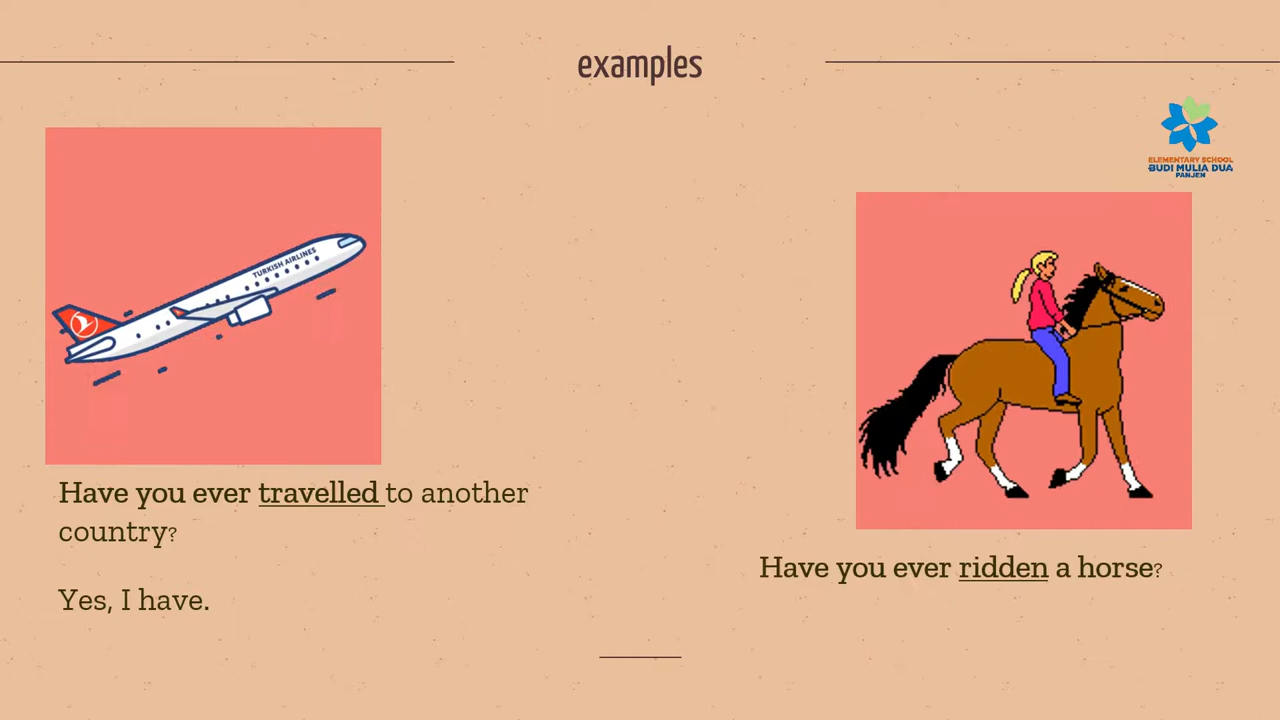 examples
ELEMENTARY SCHOOL
BUDI MULIA DUA
PANJEN
TURKISH AIRLINES
Have you ever travelled to another
country?
Yes, I have.
Have you ever ridden a horse?